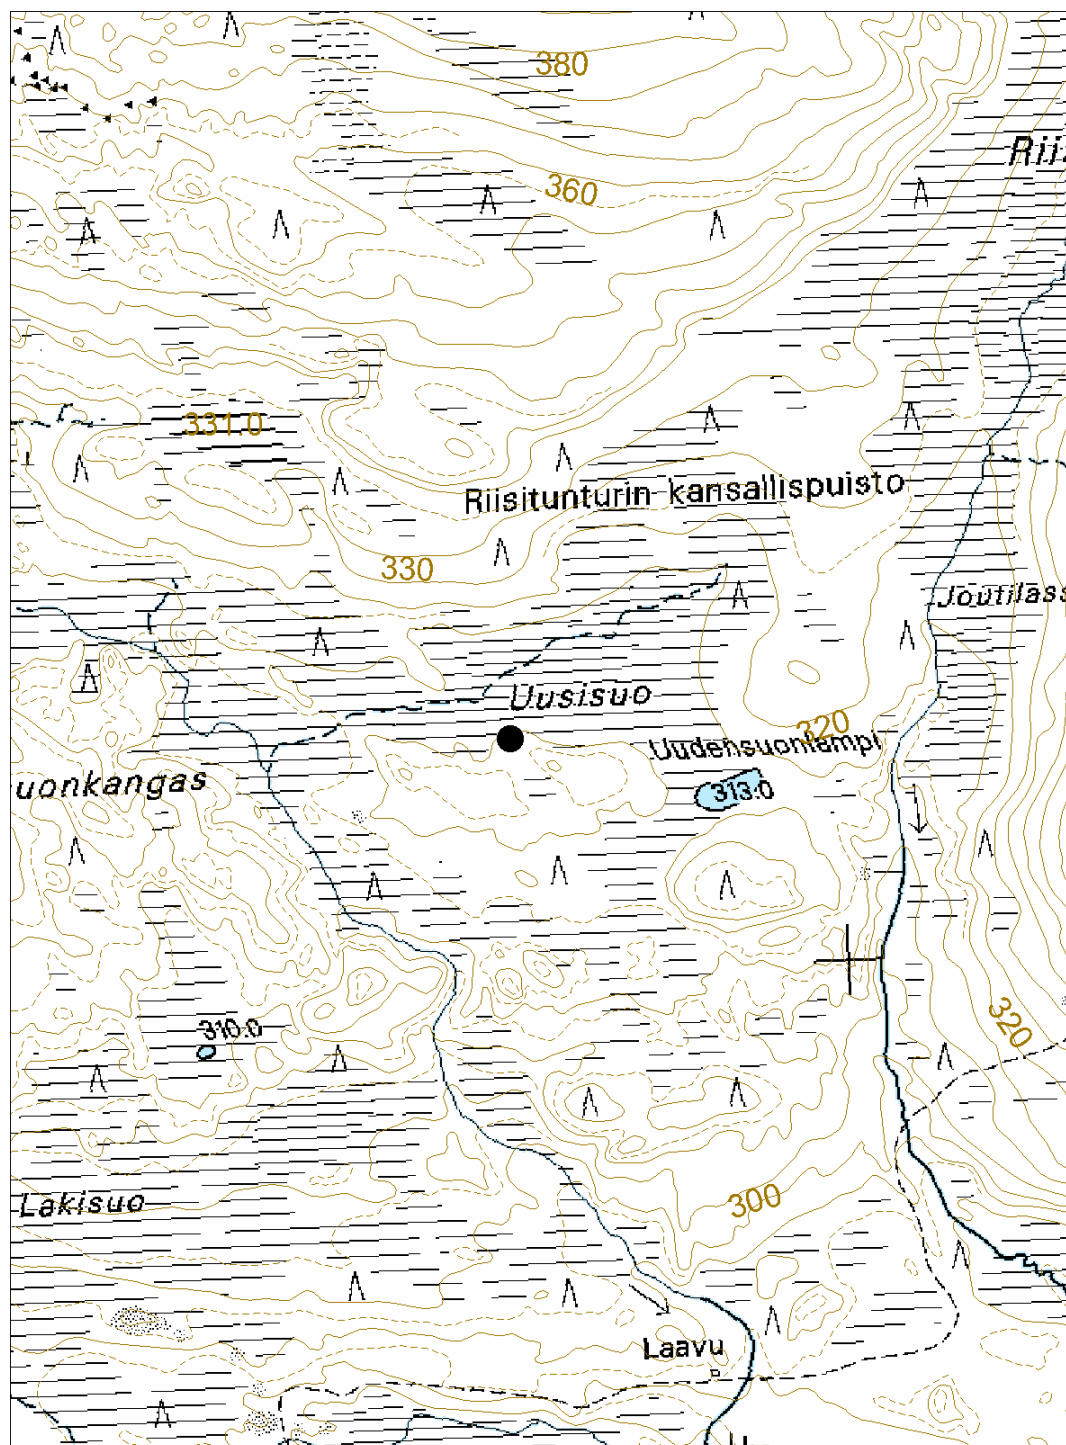 380
Rii
360
331.0
Riisitunturin kansallispuisto
330
Joutilass
Uusisuo
320
Uudensuonlampi
uonkangas
313.0
320
310.0
300
Lakisuo
Laavu